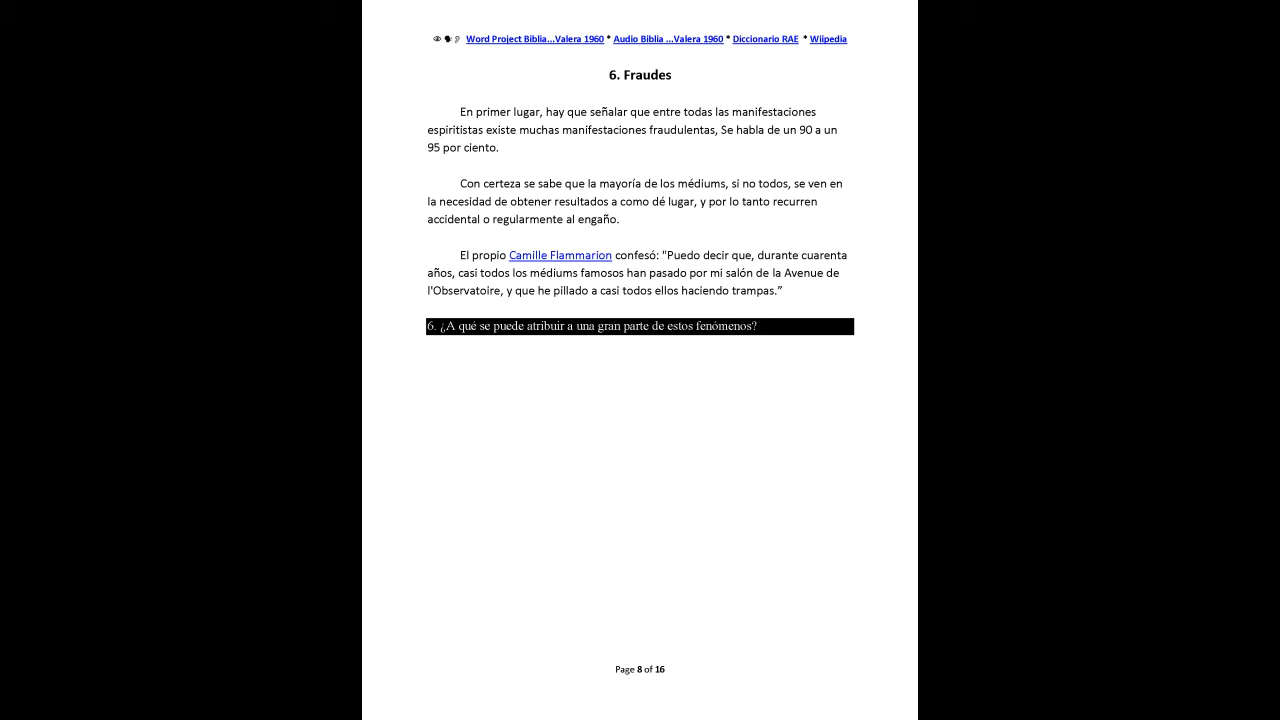 Word Project Biblia...Valera 1960 * Audio Biblia ...Valera 1960 * Diccionario RAE * Wiipedia
6. Fraudes
En primer lugar, hay que señalar que entre todas las manifestaciones
espiritistas existe muchas manifestaciones fraudulentas, Se habla de un 90 a un
95 por ciento.
Con certeza se sabe que la mayoría de los médiums, si no todos, se ven en
la necesidad de obtener resultados a como dé lugar, y por lo tanto recurren
accidental o regularmente al engaño.
El propio Camille Flammarion confesó: "Puedo decir que, durante cuarenta
años, casi todos los médiums famosos han pasado por mi salón de la Avenue de
l'Observatoire, y que he pillado a casi todos ellos haciendo trampas.”
6. ¿A qué se puede atribuir a una gran parte de estos fenómenos?
Page 8 of 16